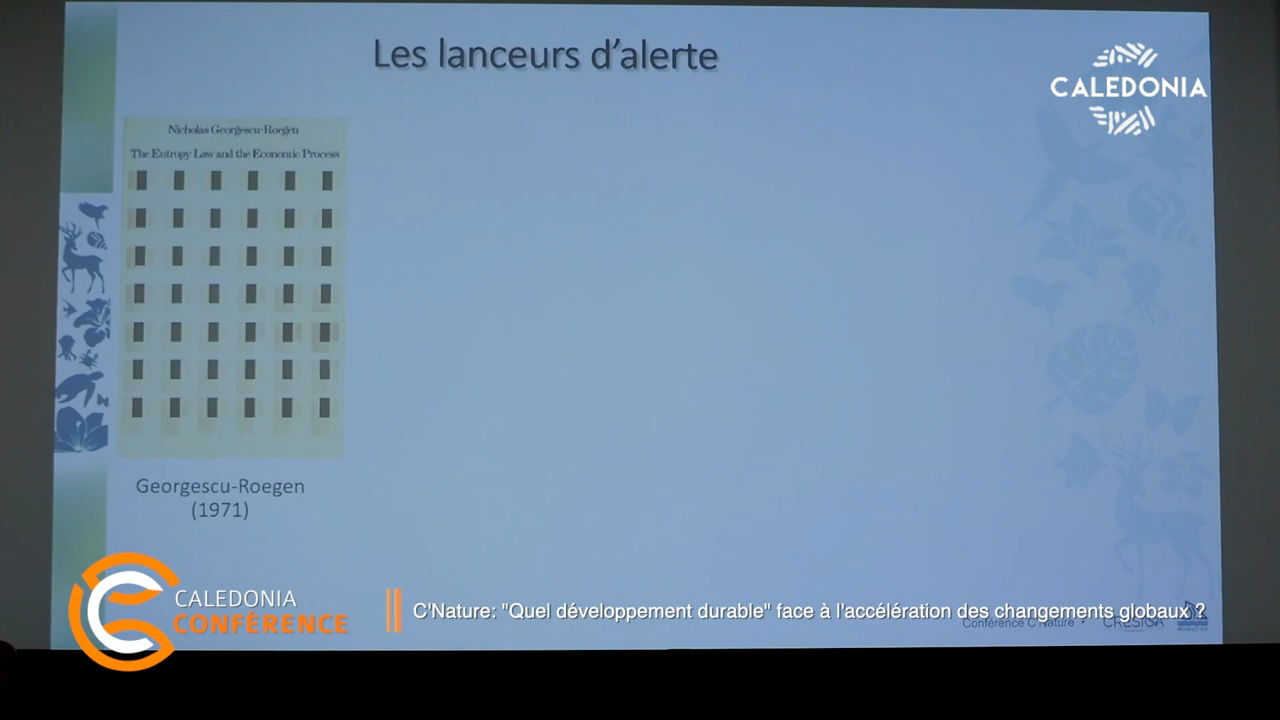 Les lanceurs d'alerte
CALEDONIA
Nicholas Georgescu-Roegen
The Entropy Law and the Economic Process
Georgescu-Roegen
(1971)
CALEDONIA
CONFÉRENCE
C'Nature: "Quel développement durable" face à l'accélération des changements globaux ?
Conférence C'Nature •
CRESICA